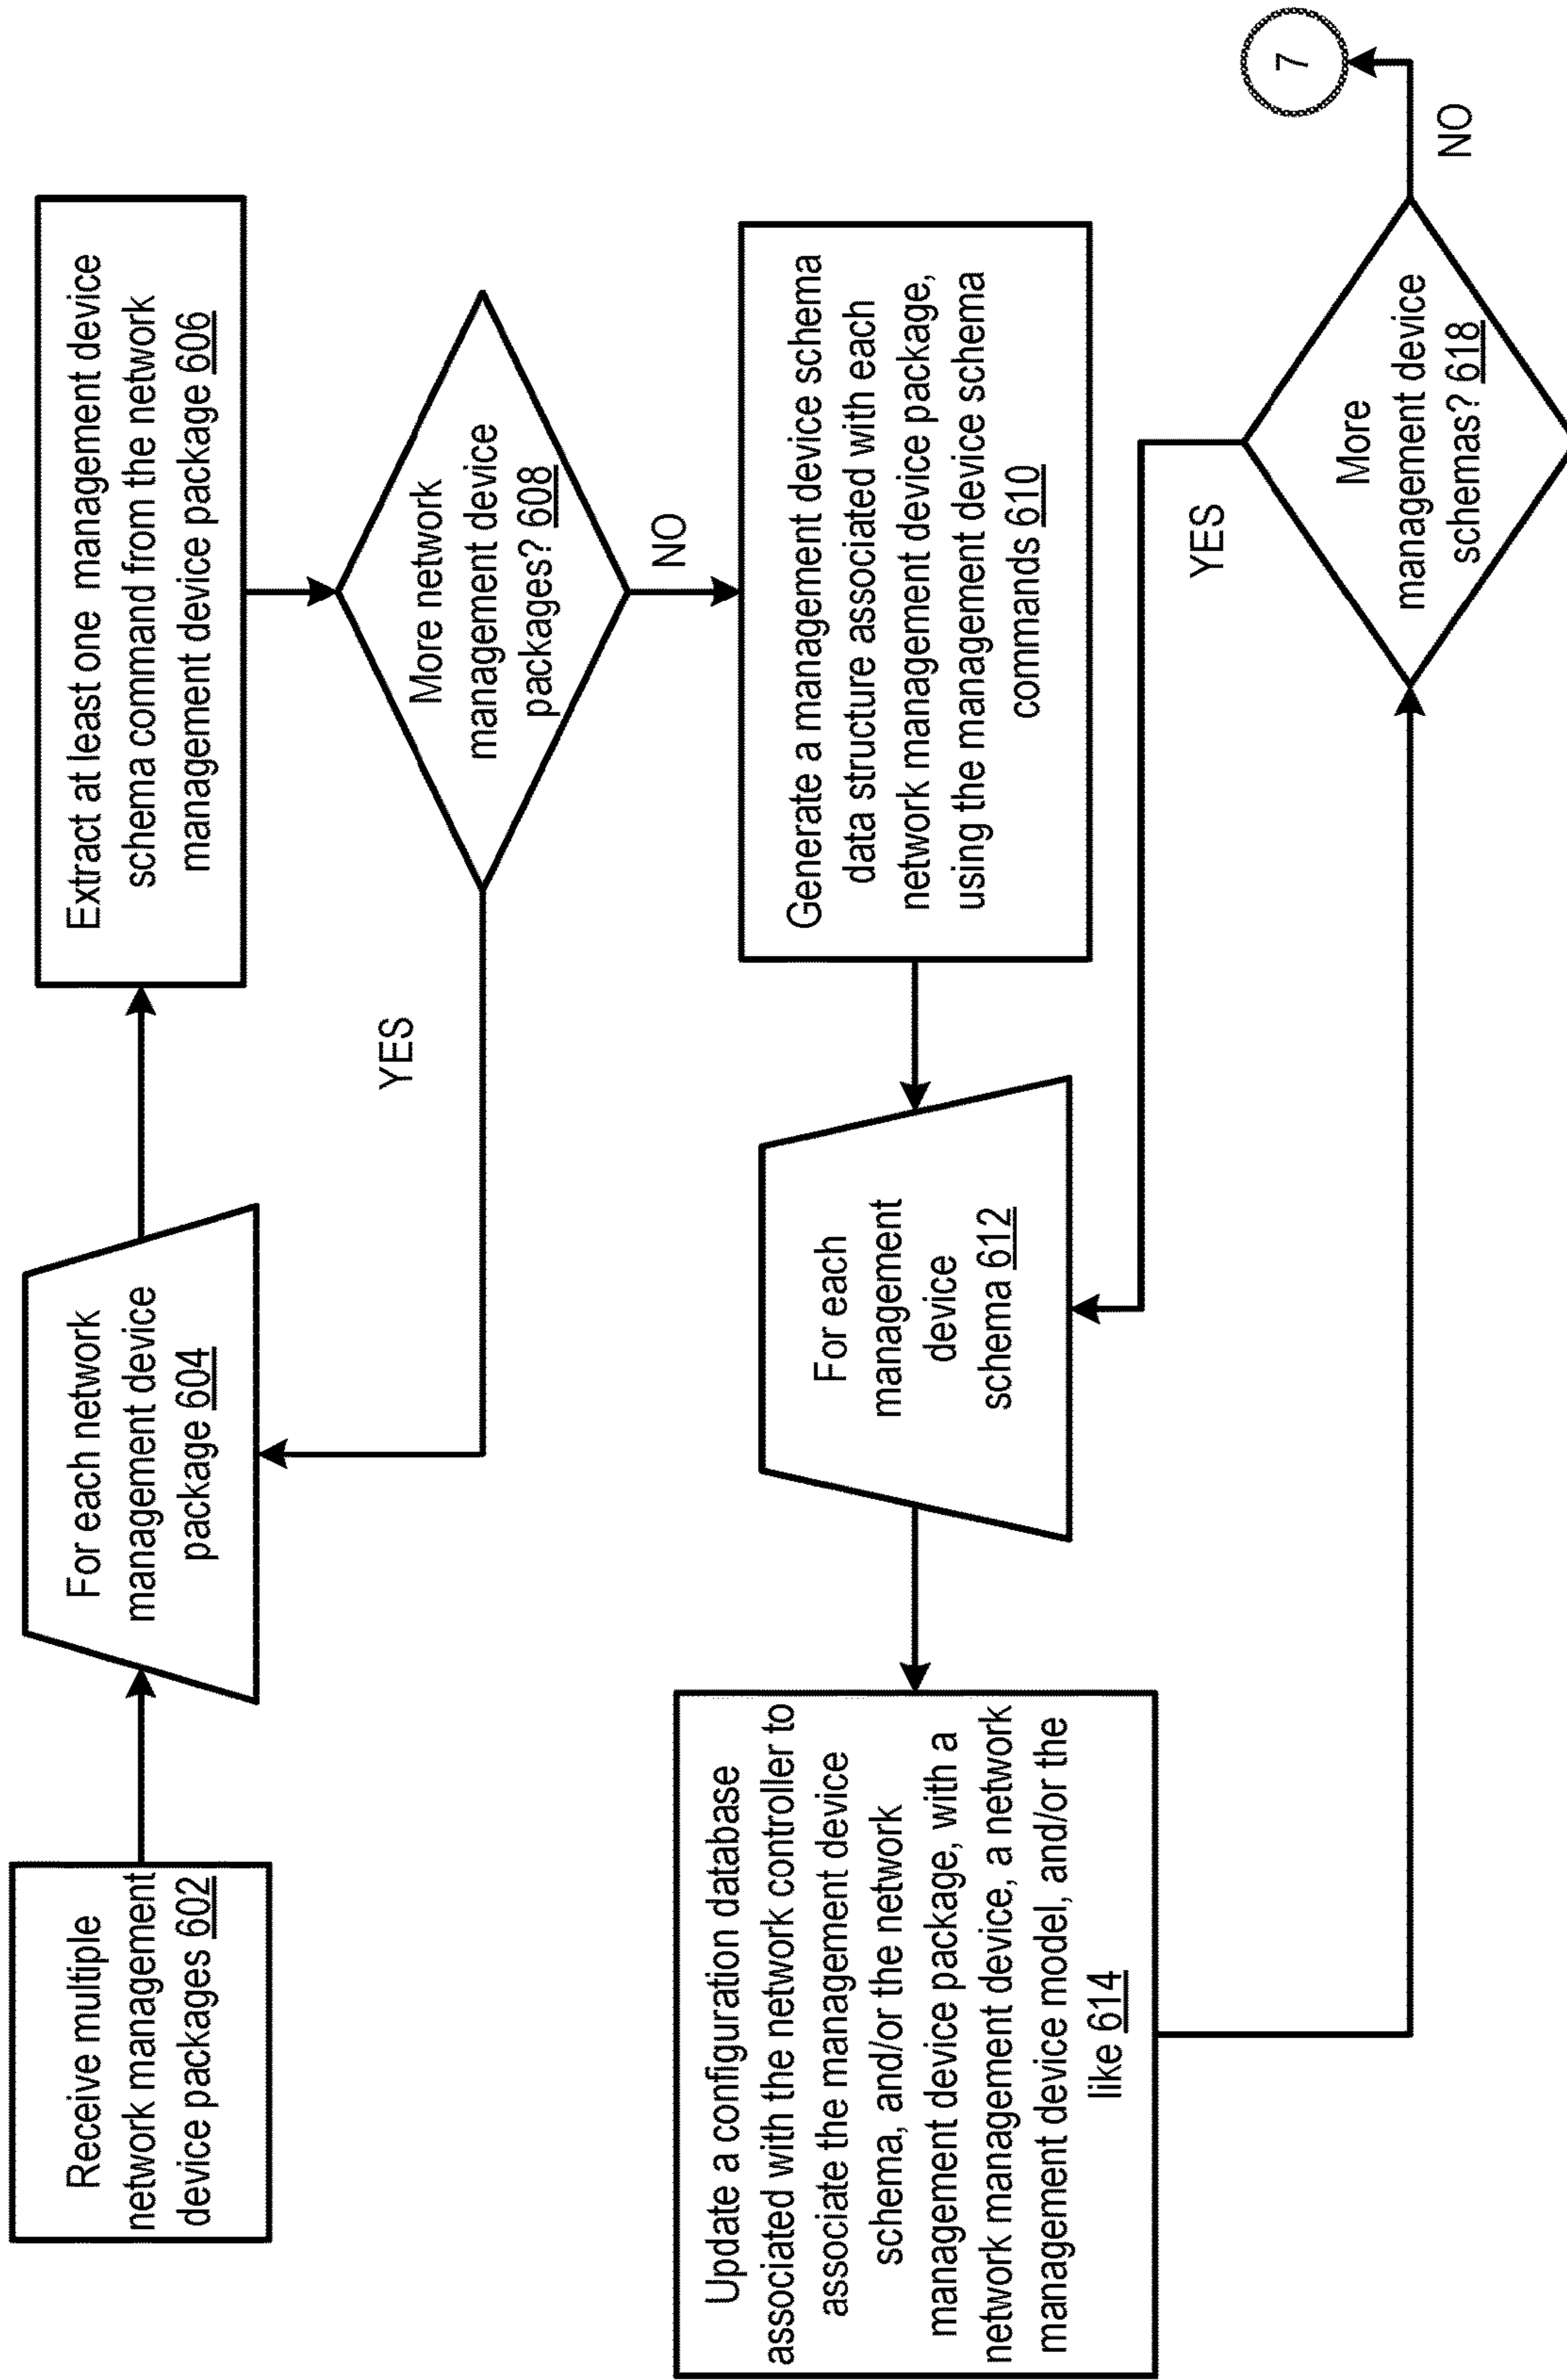 Receive multiple
network management
device packages 602
For each network
management device
package 604
Extract at least one management device
schema command from the network
management device package 606
More network
management device
packages? 608
YES
NO
Generate a management device schema
data structure associated with each
network management device package,
using the management device schema
commands 610
For each
management
device
schema 612
Update a configuration database
associated with the network controller to
associate the management device
schema, and/or the network
management device package, with a
network management device, a network
management device model, and/or the
like 614
More
management device
schemas? 618
YES
NO
7